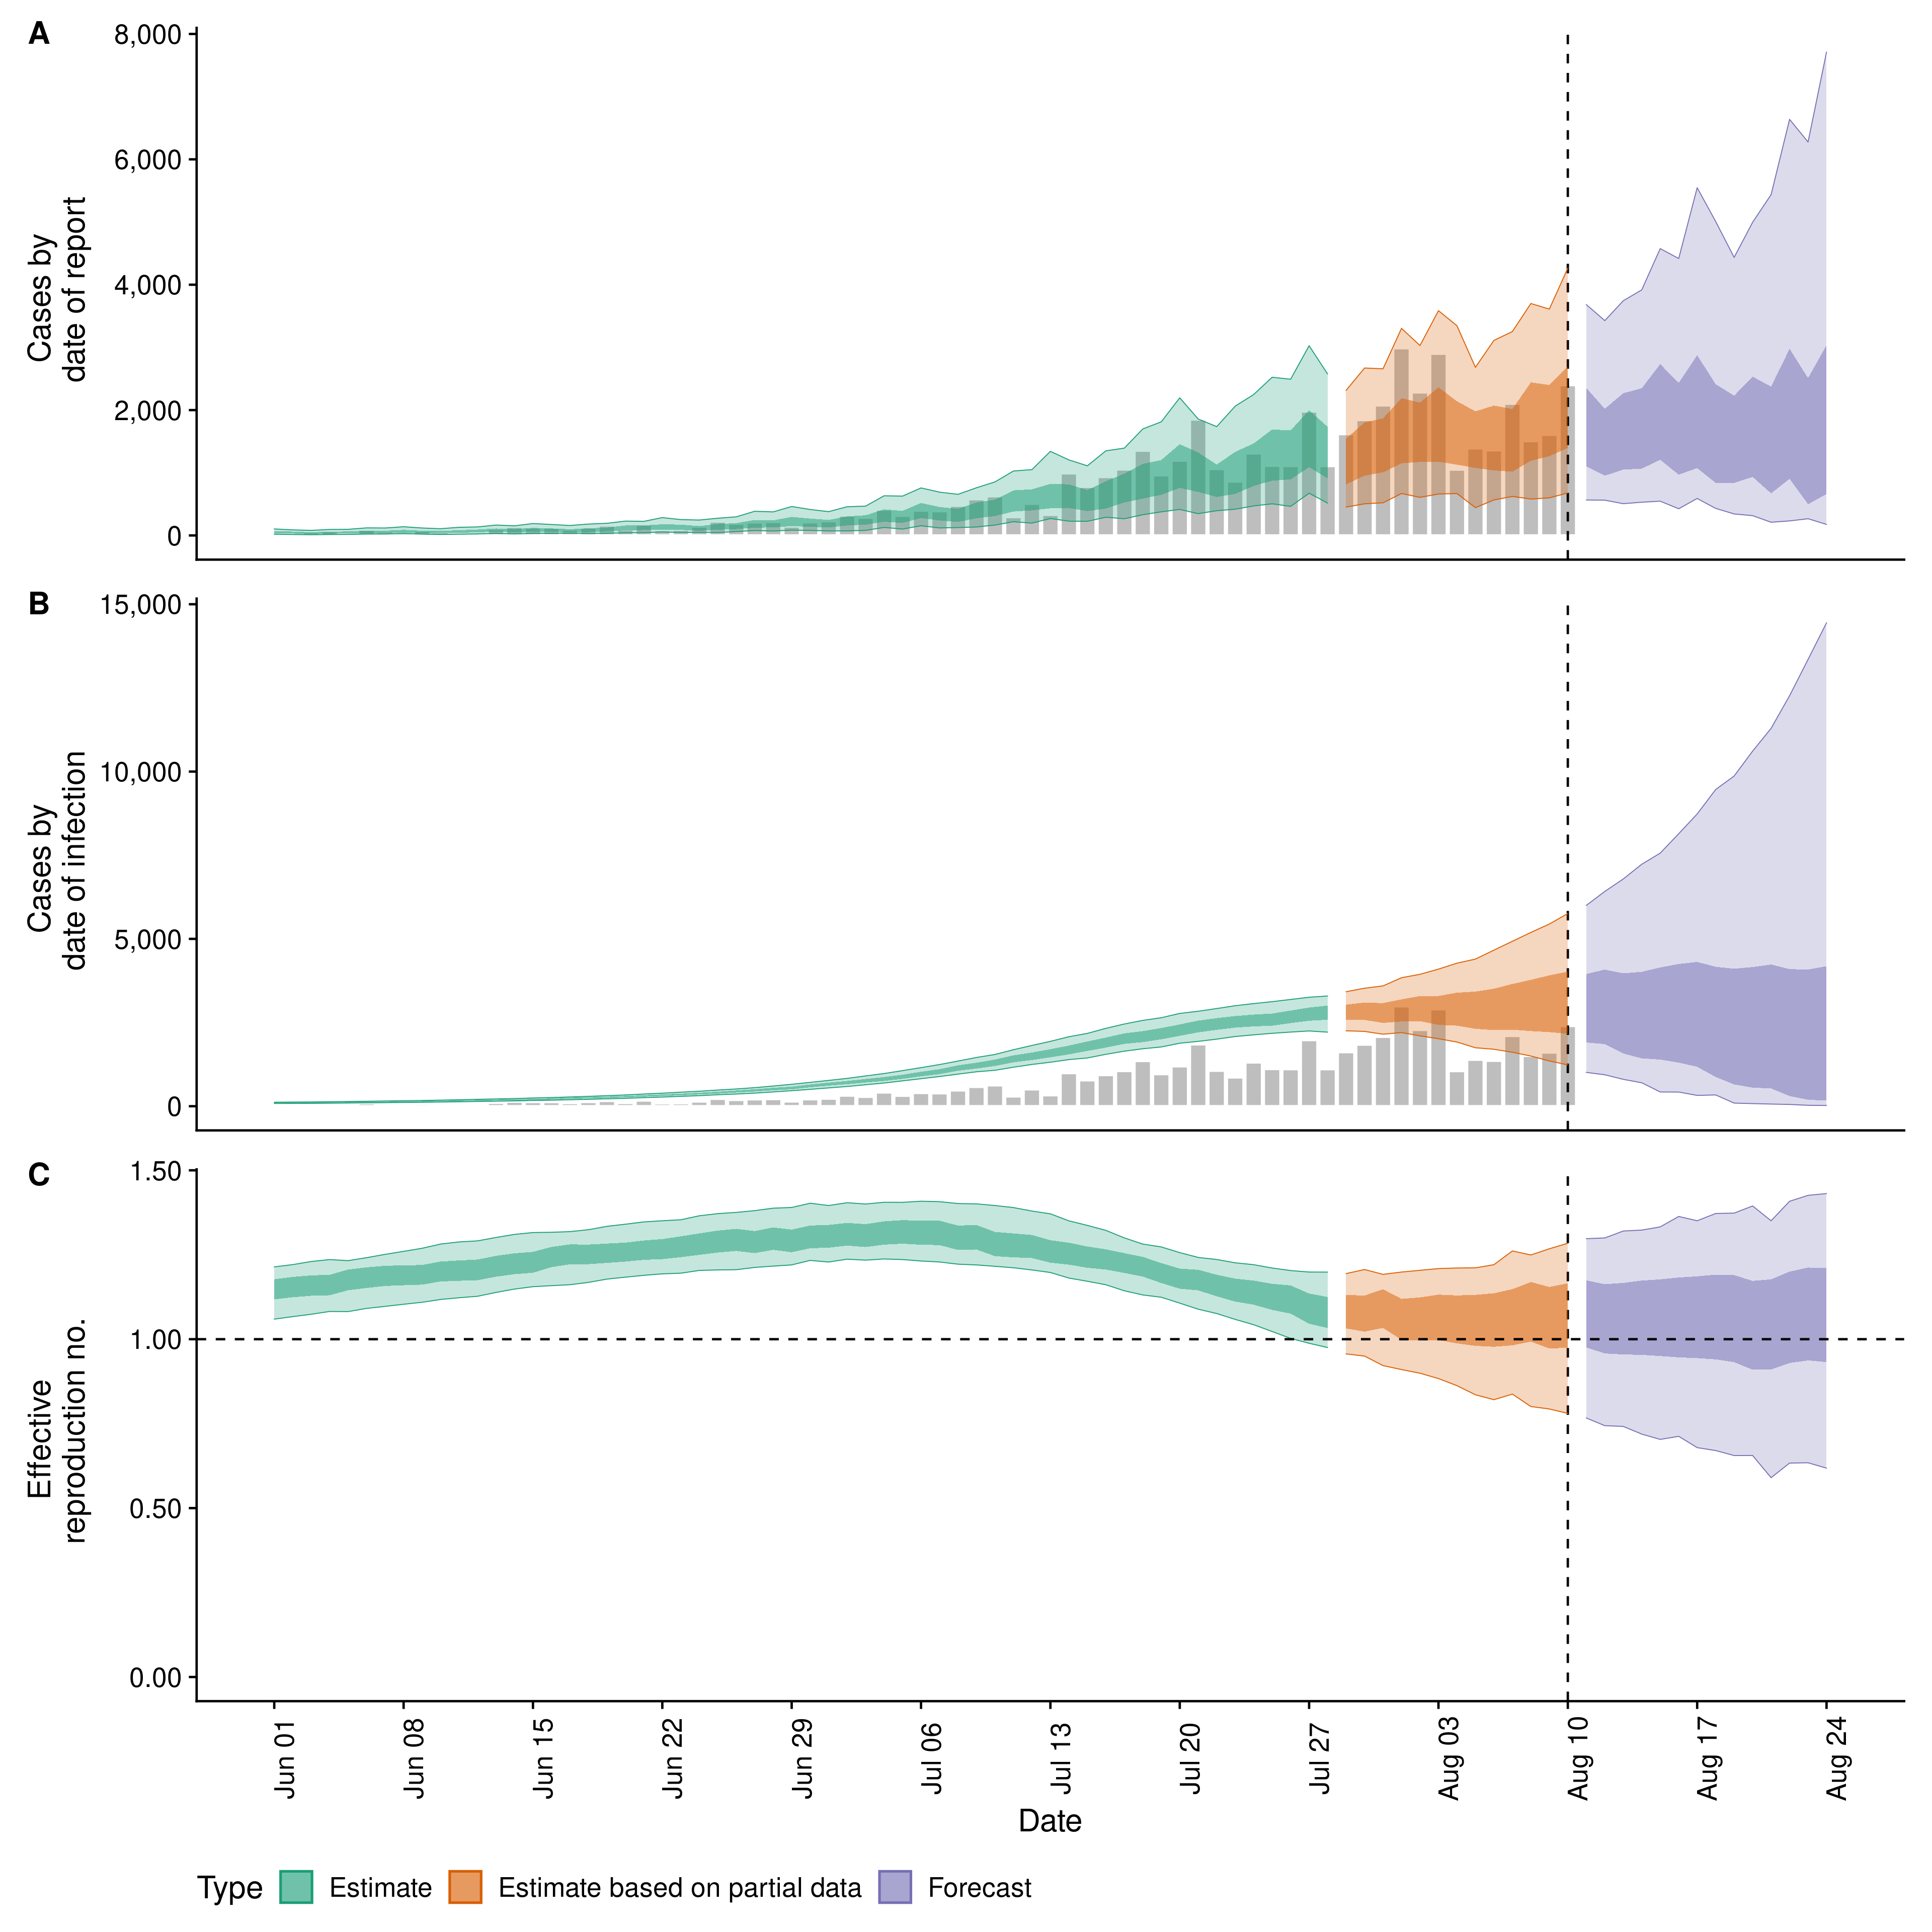 A
8,000
6,000
4,000
2,000
0
Cases by
date of report
B
15,000
10,000
5,000
0
Cases by
date of infection
C
1.50
1.00
0.50
0.00
Effective
reproduction no.
Jun 01
Jun 08
Jun 15
Jun 22
Jun 29
Jul 06
Jul 13
Jul 20
Jul 27
Aug 03
Aug 10
Aug 17
Aug 24
Date
Type Estimate Estimate based on partial data Forecast